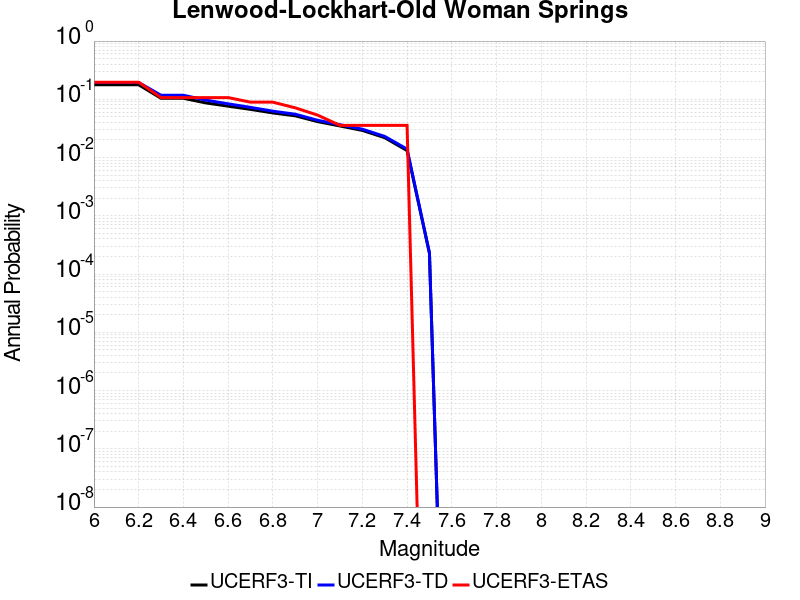 Lenwood-Lockhart-Old Woman Springs
10^0
10^-1
10^-2
10^-3
10^-4
10^-5
10^-6
10^-7
10^-8
Annual Probability
6 6.2 6.4 6.6 6.8 7 7.2 7.4 7.6 7.8 8 8.2 8.4 8.6 8.8 9
Magnitude
UCERF3-TI UCERF3-TD UCERF3-ETAS